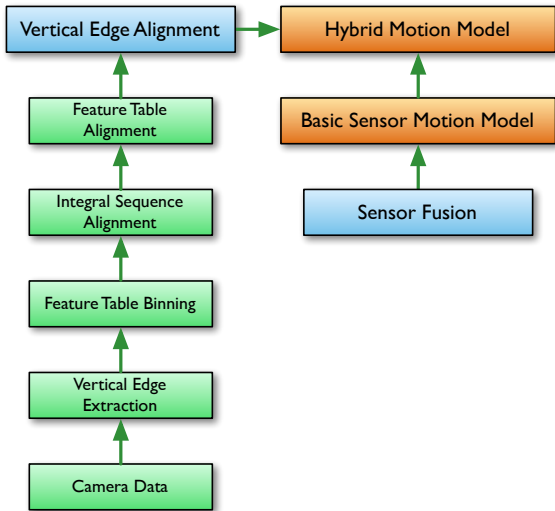 Vertical Edge Alignment
Hybrid Motion Model
Feature Table
Alignment
Basic Sensor Motion Model
Integral Sequence
Alignment
Sensor Fusion
Feature Table Binning
Vertical Edge
Extraction
Camera Data